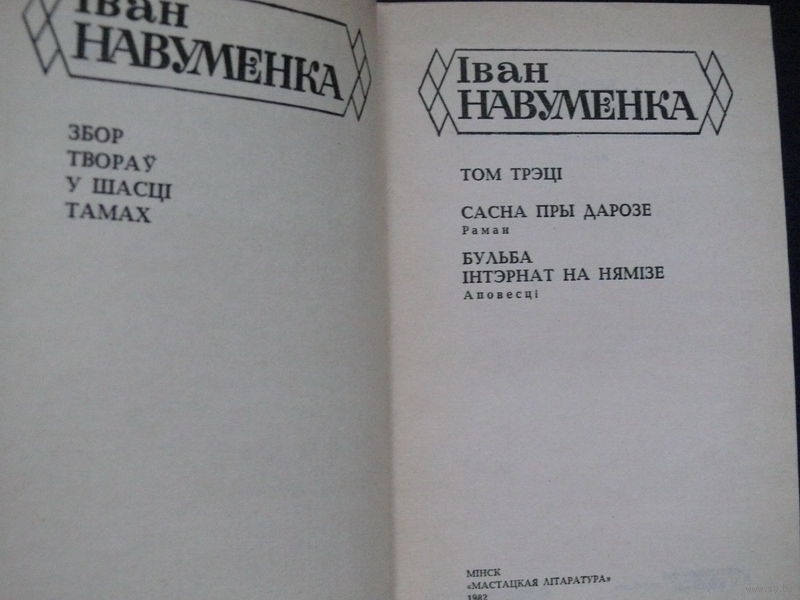 Іван
НАВУМЕНКА
ЗБОР
ТВОРАЎ
У ШАСЦІ
ТАМАХ
Іван
НАВУМЕНКА
ТОМ ТРЭЦІ
САСНА ПРЫ ДАРОЗЕ
Раман
БУЛЬБА
ІНТЭРНАТ НА НЯМІЗЕ
Аповесці
МІНСК
«МАСТАЦКАЯ ЛІТАРАТУРА»
1982